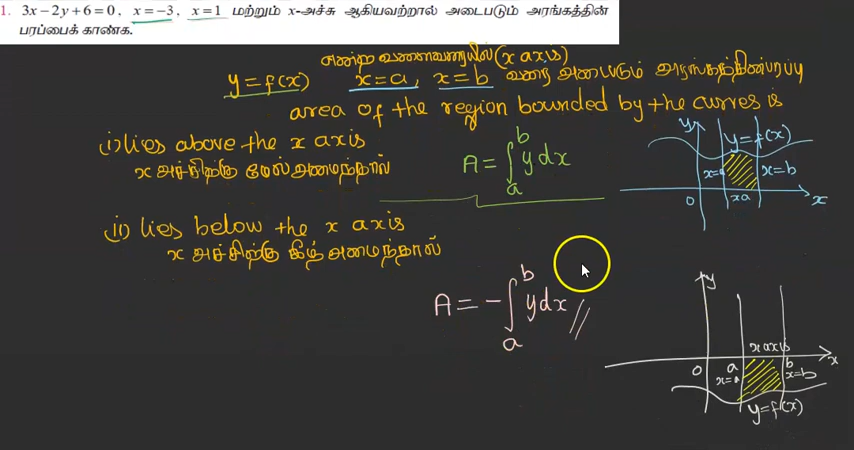 1. 3x – 2y + 6 = 0, x = –3, x = 1 மற்றும் x-அச்சு ஆகியவற்றால் அடைபடும் அரங்கத்தின்
பரப்பைக் காண்க.
என்ற வளைவரையில் (x axis)
y = f(x) x = a, x = b வரை அடைபடும் அரங்கத்தின் பரப்பு
area of the region bounded by the curves is
(i) lies above the x axis
x அச்சிற்கு மேல் அமைந்தால்
A = ∫ₐᵇ y dx
y
y = f(x)
x = a
x = b
0
xa
x
(ii) lies below the x axis
x அச்சிற்கு கீழ் அமைந்தால்
A = – ∫ₐᵇ y dx //
y
x axis
x
0
a
b
x = a
x = b
y = f(x)